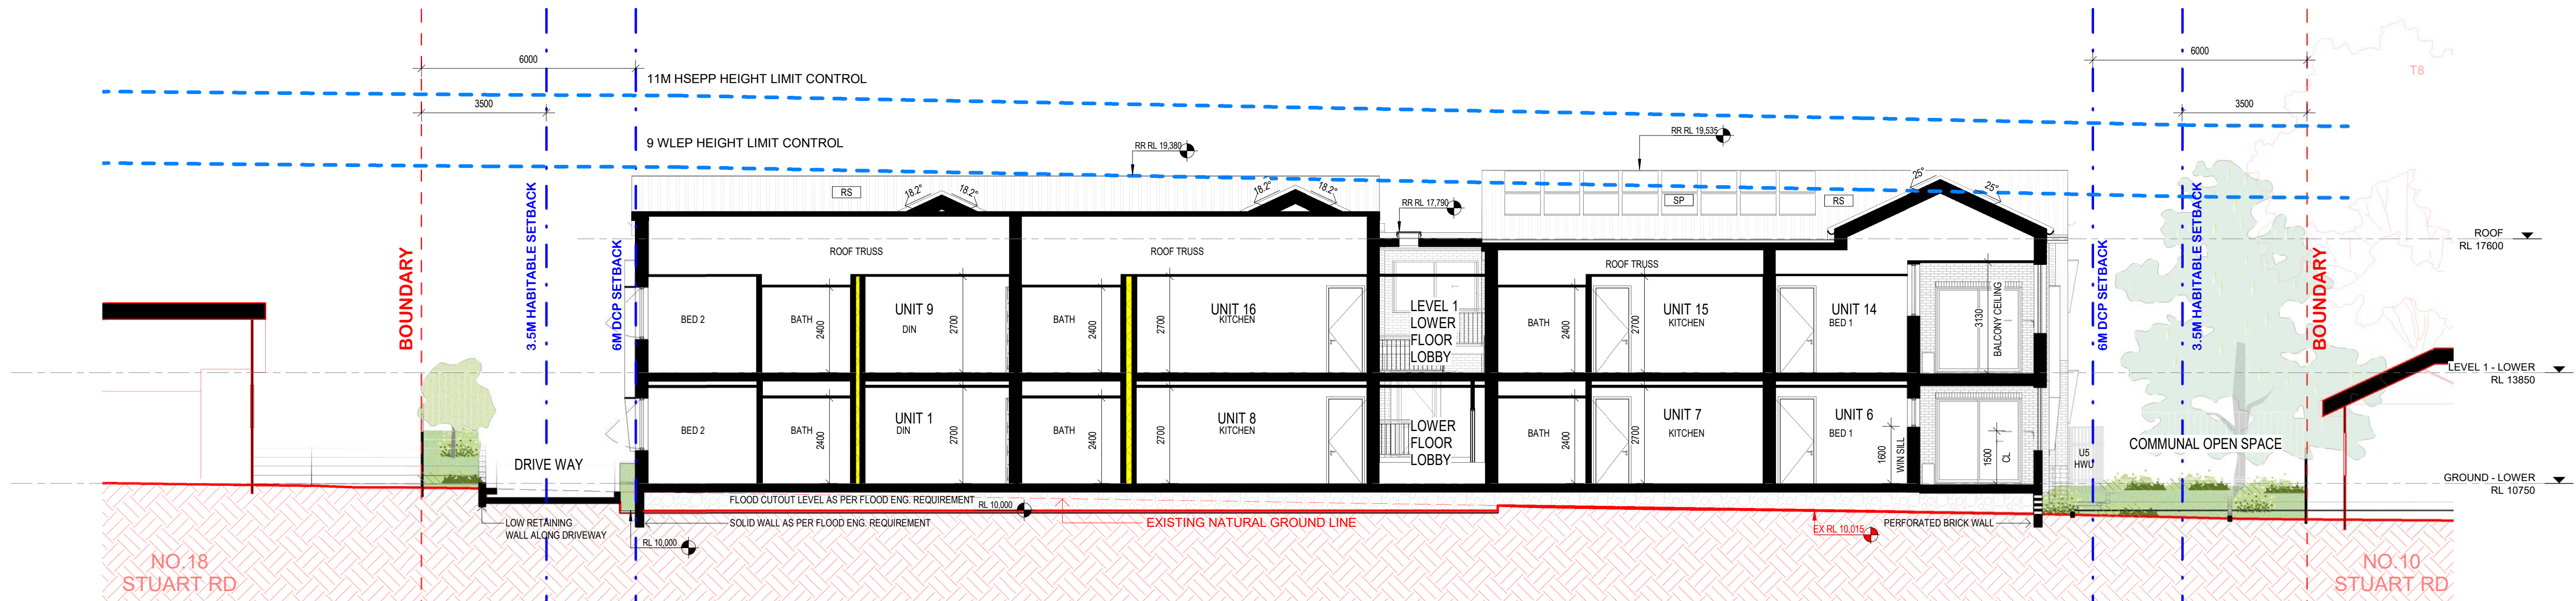 6000
6000
11M HSEPP HEIGHT LIMIT CONTROL
T8
3500
3500
9 WLEP HEIGHT LIMIT CONTROL
RR RL 19,380
RR RL 19,535
BOUNDARY
3.5M HABITABLE SETBACK
6M DCP SETBACK
RS
18.2°
18.2°
18.2°
18.2°
RR RL 17,790
SP
RS
25°
25°
6M DCP SETBACK
3.5M HABITABLE SETBACK
BOUNDARY
ROOF
RL 17600
ROOF TRUSS
ROOF TRUSS
ROOF TRUSS
BED 2
BATH
2400
UNIT 9
DIN
2700
BATH
2400
2700
UNIT 16
KITCHEN
LEVEL 1
LOWER
FLOOR
LOBBY
BATH
2400
2700
UNIT 15
KITCHEN
UNIT 14
BED 1
3130
BALCONY CEILING
LEVEL 1 - LOWER
RL 13850
BED 2
BATH
2400
UNIT 1
DIN
2700
BATH
2400
2700
UNIT 8
KITCHEN
LOWER
FLOOR
LOBBY
BATH
2400
2700
UNIT 7
KITCHEN
UNIT 6
BED 1
1600
WIN SILL
1500
CL
U5
HWU
COMMUNAL OPEN SPACE
DRIVE WAY
GROUND - LOWER
RL 10750
FLOOD CUTOUT LEVEL AS PER FLOOD ENG. REQUIREMENT
RL 10,000
LOW RETAINING
WALL ALONG DRIVEWAY
SOLID WALL AS PER FLOOD ENG. REQUIREMENT
EXISTING NATURAL GROUND LINE
EX RL 10,015
PERFORATED BRICK WALL
RL 10,000
NO.18
STUART RD
NO.10
STUART RD